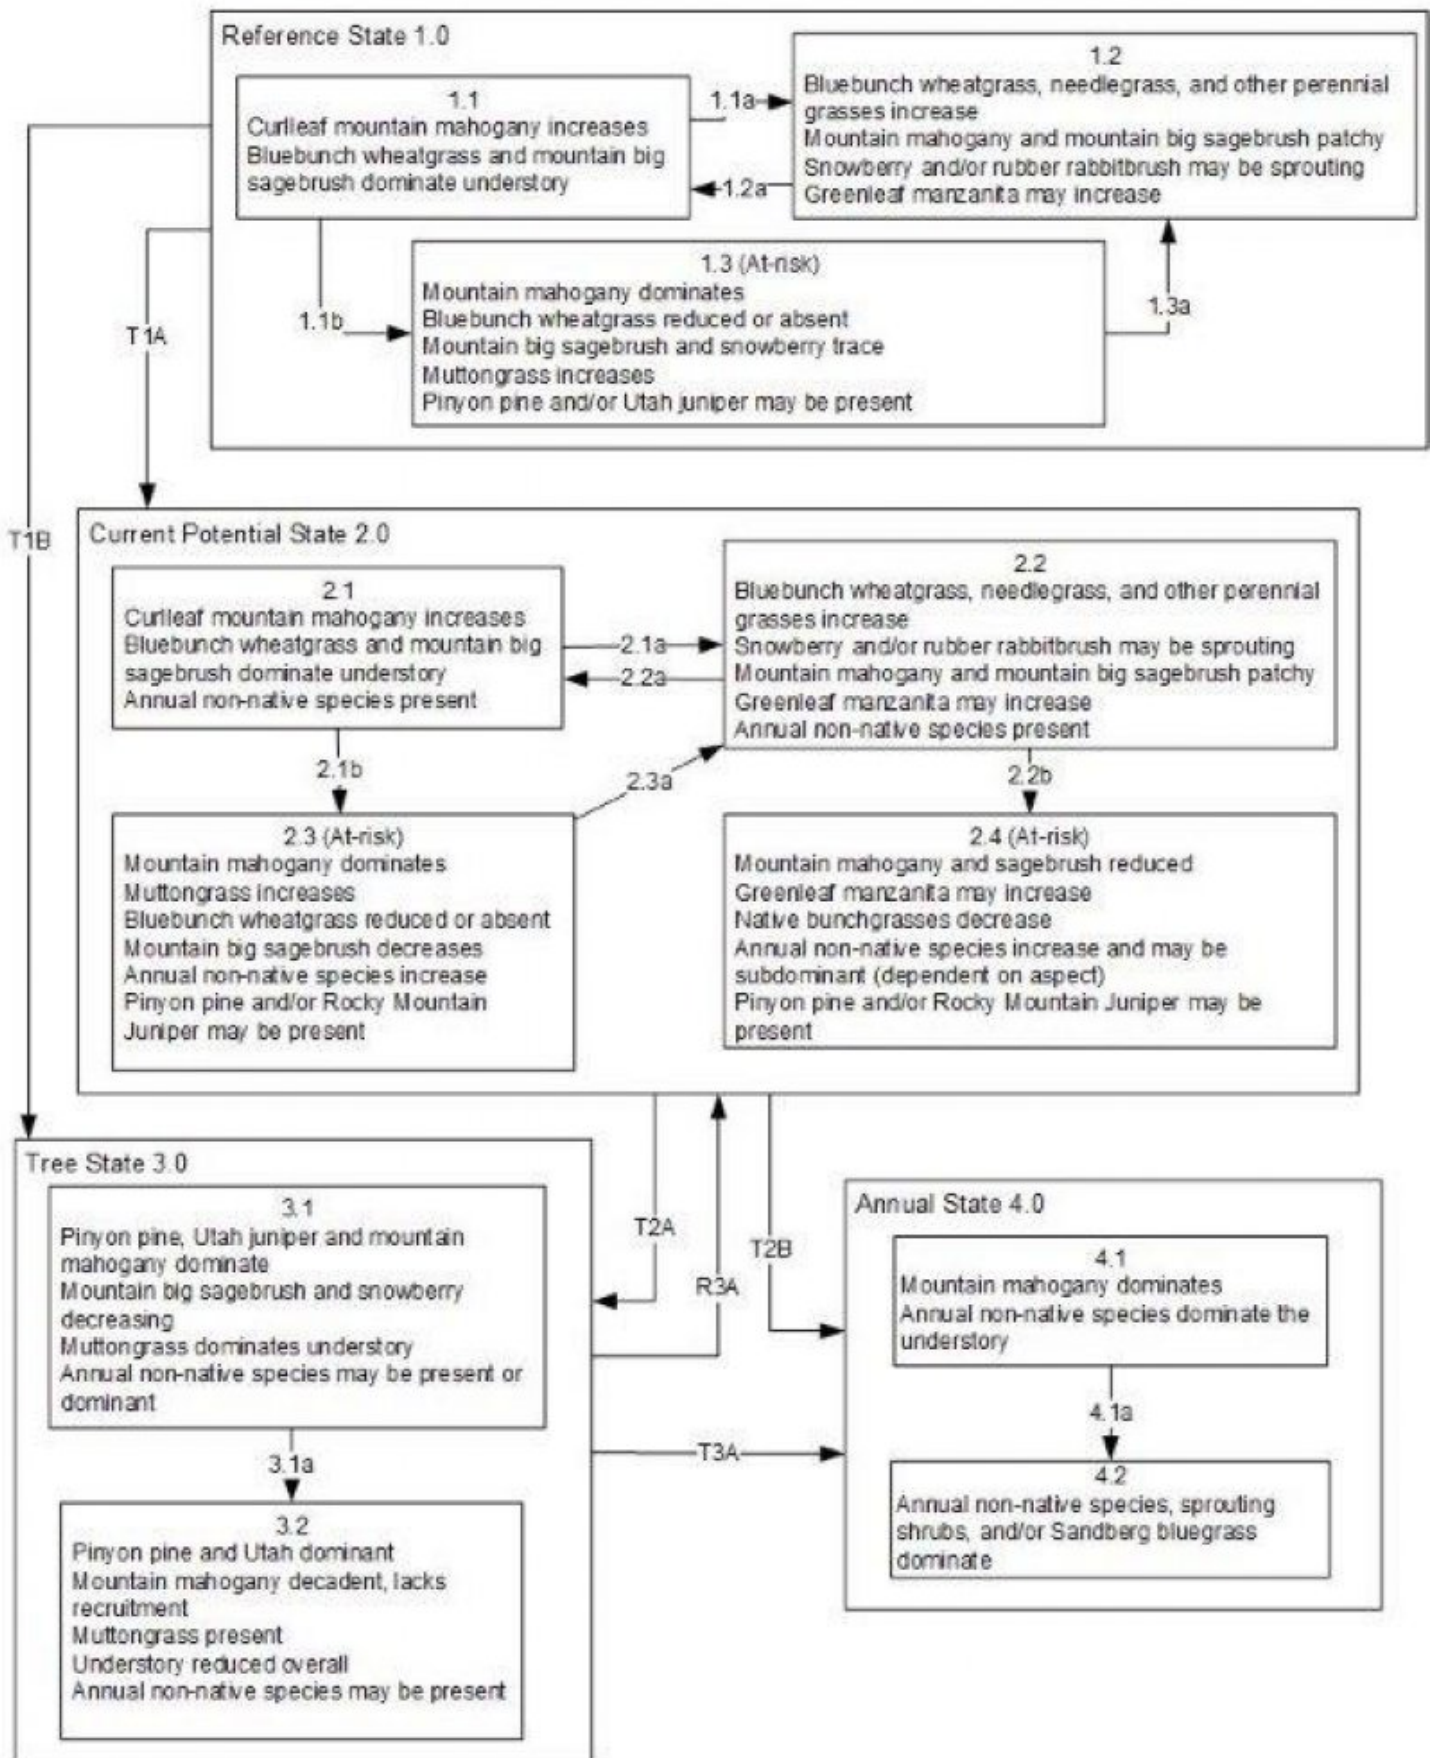 Reference State 1.0
1.1
Curlleaf mountain mahogany increases
Bluebunch wheatgrass and mountain big
sagebrush dominate understory
1.1a
1.2a
1.2
Bluebunch wheatgrass, needlegrass, and other perennial
grasses increase
Mountain mahogany and mountain big sagebrush patchy
Snowberry and/or rubber rabbitbrush may be sprouting
Greenleaf manzanita may increase
1.1b
1.3 (At-risk)
Mountain mahogany dominates
Bluebunch wheatgrass reduced or absent
Mountain big sagebrush and snowberry trace
Muttongrass increases
Pinyon pine and/or Utah juniper may be present
1.3a
T1A
T1B
Current Potential State 2.0
2.1
Curlleaf mountain mahogany increases
Bluebunch wheatgrass and mountain big
sagebrush dominate understory
Annual non-native species present
2.1a
2.2a
2.2
Bluebunch wheatgrass, needlegrass, and other perennial
grasses increase
Snowberry and/or rubber rabbitbrush may be sprouting
Mountain mahogany and mountain big sagebrush patchy
Greenleaf manzanita may increase
Annual non-native species present
2.1b
2.3a
2.2b
2.3 (At-risk)
Mountain mahogany dominates
Muttongrass increases
Bluebunch wheatgrass reduced or absent
Mountain big sagebrush decreases
Annual non-native species increase
Pinyon pine and/or Rocky Mountain
Juniper may be present
2.4 (At-risk)
Mountain mahogany and sagebrush reduced
Greenleaf manzanita may increase
Native bunchgrasses decrease
Annual non-native species increase and may be
subdominant (dependent on aspect)
Pinyon pine and/or Rocky Mountain Juniper may be
present
Tree State 3.0
3.1
Pinyon pine, Utah juniper and mountain
mahogany dominate
Mountain big sagebrush and snowberry
decreasing
Muttongrass dominates understory
Annual non-native species may be present or
dominant
3.1a
3.2
Pinyon pine and Utah dominant
Mountain mahogany decadent, lacks
recruitment
Muttongrass present
Understory reduced overall
Annual non-native species may be present
T2A
R3A
T2B
T3A
Annual State 4.0
4.1
Mountain mahogany dominates
Annual non-native species dominate the
understory
4.1a
4.2
Annual non-native species, sprouting
shrubs, and/or Sandberg bluegrass
dominate